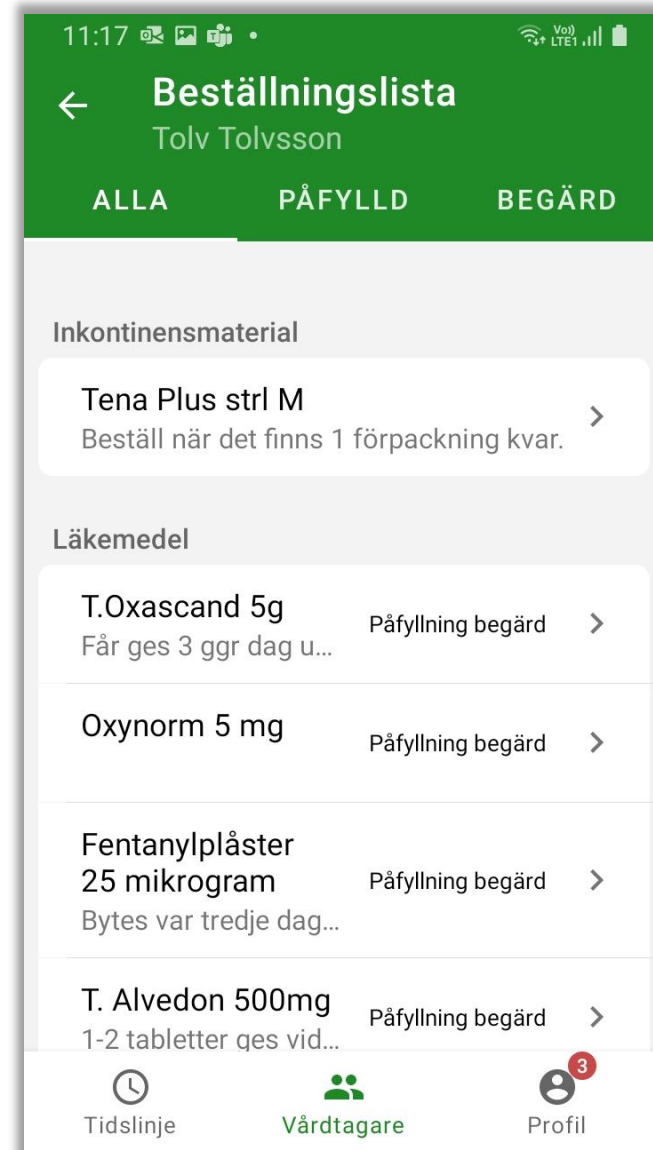 11:17
Vo))
LTE1
Beställningslista
Tolv Tolvsson
ALLA PÅFYLLD BEGÄRD
Inkontinensmaterial
Tena Plus strl M
Beställ när det finns 1 förpackning kvar.
Läkemedel
T.Oxascand 5g
Får ges 3 ggr dag u...
Påfyllning begärd
Oxynorm 5 mg
Påfyllning begärd
Fentanylplåster
25 mikrogram
Bytes var tredje dag...
Påfyllning begärd
T. Alvedon 500mg
1-2 tabletter ges vid...
Påfyllning begärd
3
Tidslinje Vårdtagare Profil